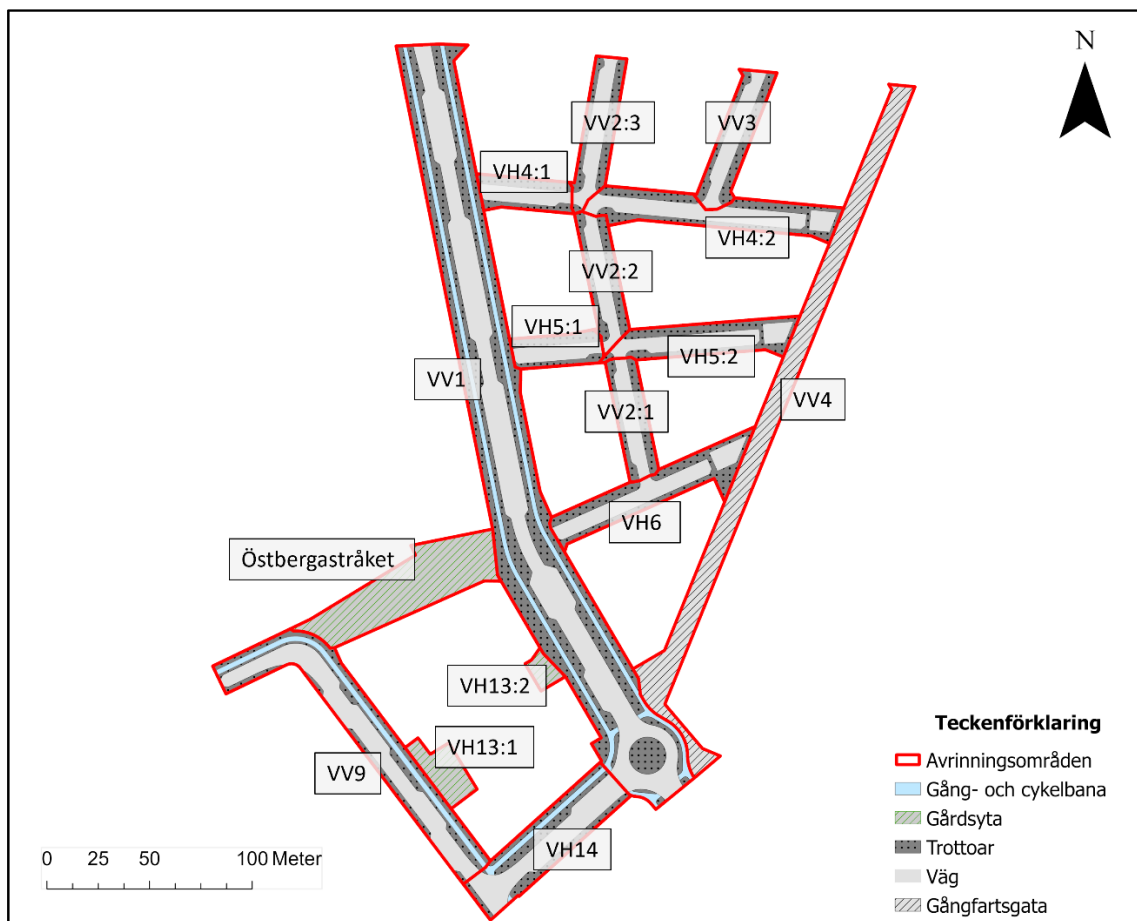 N
VV2:3
VV3
VH4:1
VH4:2
VV2:2
VH5:1
VH5:2
VV1
VV4
VV2:1
VH6
Östbergastråket
VH13:2
VH13:1
VV9
VH14
Teckenförklaring
Avrinningsområden
Gång- och cykelbana
Gårdsyta
Trottoar
Väg
Gångfartsgata
0 25 50 100 Meter